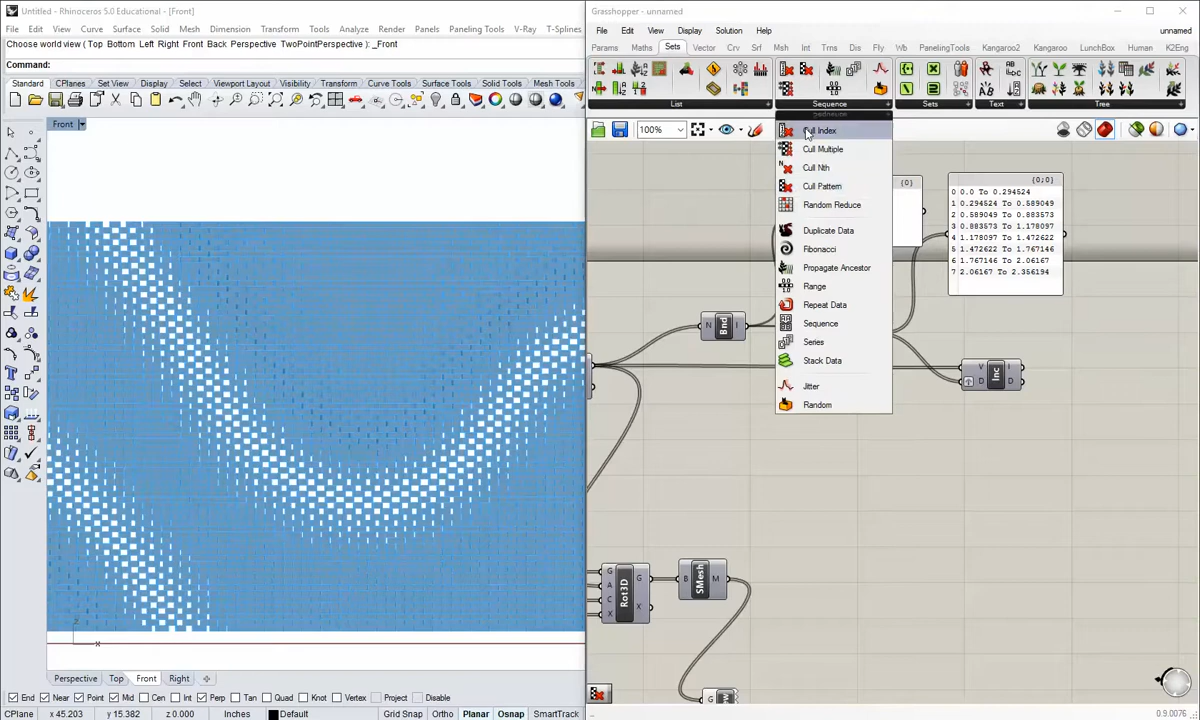 Untitled - Rhinoceros 5.0 Educational - [Front]
File Edit View Curve Surface Solid Mesh Dimension Transform Tools Analyze Render Panels V-Ray T-Splines
Choose world view ( Top Bottom Left Right Front Back Perspective TwoPointPerspective ): _Front
Command:
Standard CPlanes Set View Display Select Viewport Layout Visibility Transform Curve Tools Surface Tools Solid Tools Mesh Tools
Front
Perspective Top Front Right
End Near Point Mid Cen Int Perp Tan Quad Knot Vertex Project Disable
CPlane x 45.203 y 15.382 z 0.000 Inches Default Grid Snap Ortho Planar Osnap SmartTrack
Grasshopper - unnamed
File Edit View Display Solution Help unnamed
Params Maths Sets Vector Crv Srf Msh Int Trns Dis Fly Wb PanelingTools Kangaroo2 Kangaroo LunchBox Human K2Eng
List Sequence Sets Text Tree
100%
Cull Index
Cull Multiple
Cull Nth
Cull Pattern
Random Reduce
Duplicate Data
Fibonacci
Propagate Ancestor
Range
Repeat Data
Sequence
Series
Stack Data
Jitter
Random
{0}
{0;0}
0 0.0 To 0.294524
1 0.294524 To 0.589049
2 0.589049 To 0.883573
3 0.883573 To 1.178097
4 1.178097 To 1.472622
5 1.472622 To 1.767146
6 1.767146 To 2.06167
7 2.06167 To 2.356194
N Bnd I
V D Inc I D
G A C X Rot3D G X
B SMesh M
G
0.9.0076